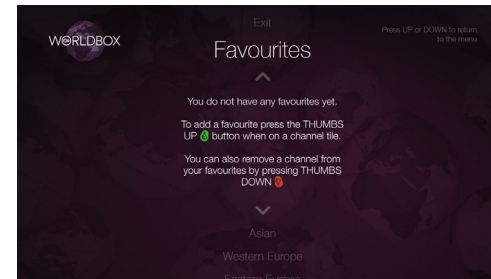 Exit
WORLDBOX
Press UP or DOWN to return
to the menu
Favourites
You do not have any favourites yet.
To add a favourite press the THUMBS
UP button when on a channel tile.
You can also remove a channel from
your favourites by pressing THUMBS
DOWN
Asian
Western Europe
Eastern Europe